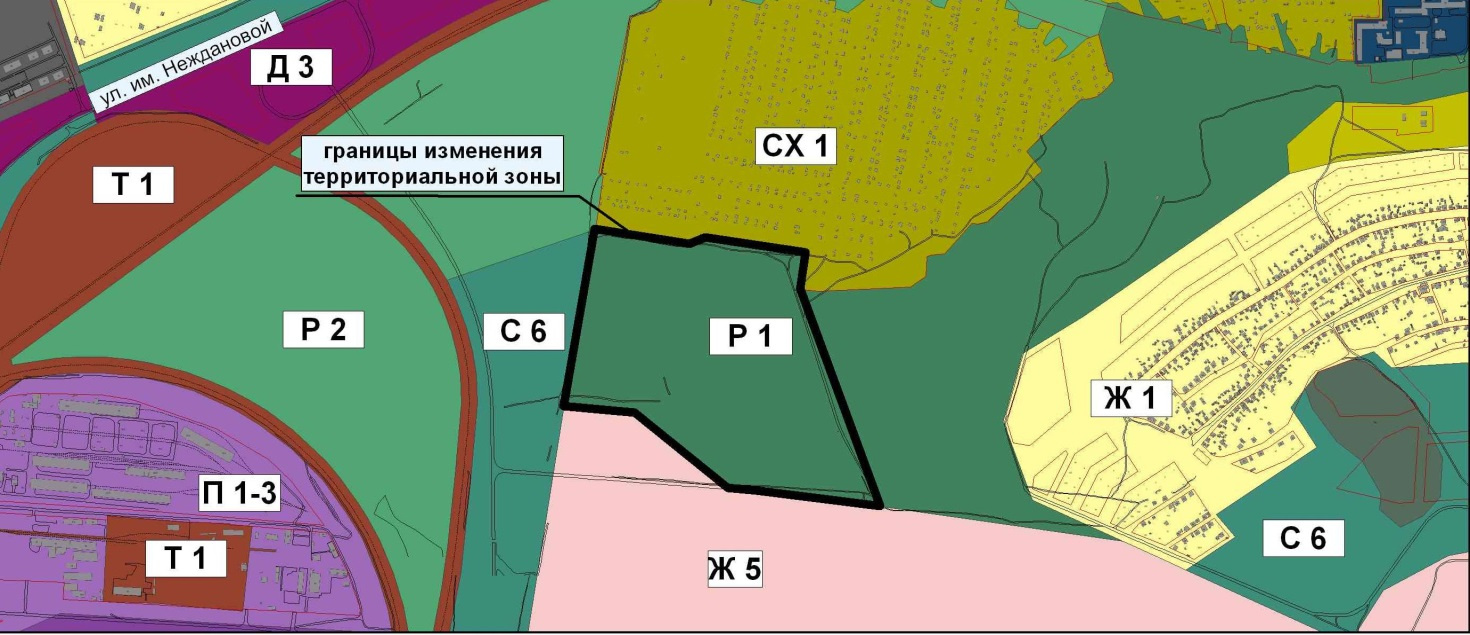 ул. им. Неждановой
Д 3
границы изменения
территориальной зоны
СХ 1
Т 1
Р 2
С 6
Р 1
Ж 1
П 1-3
Т 1
Ж 5
С 6